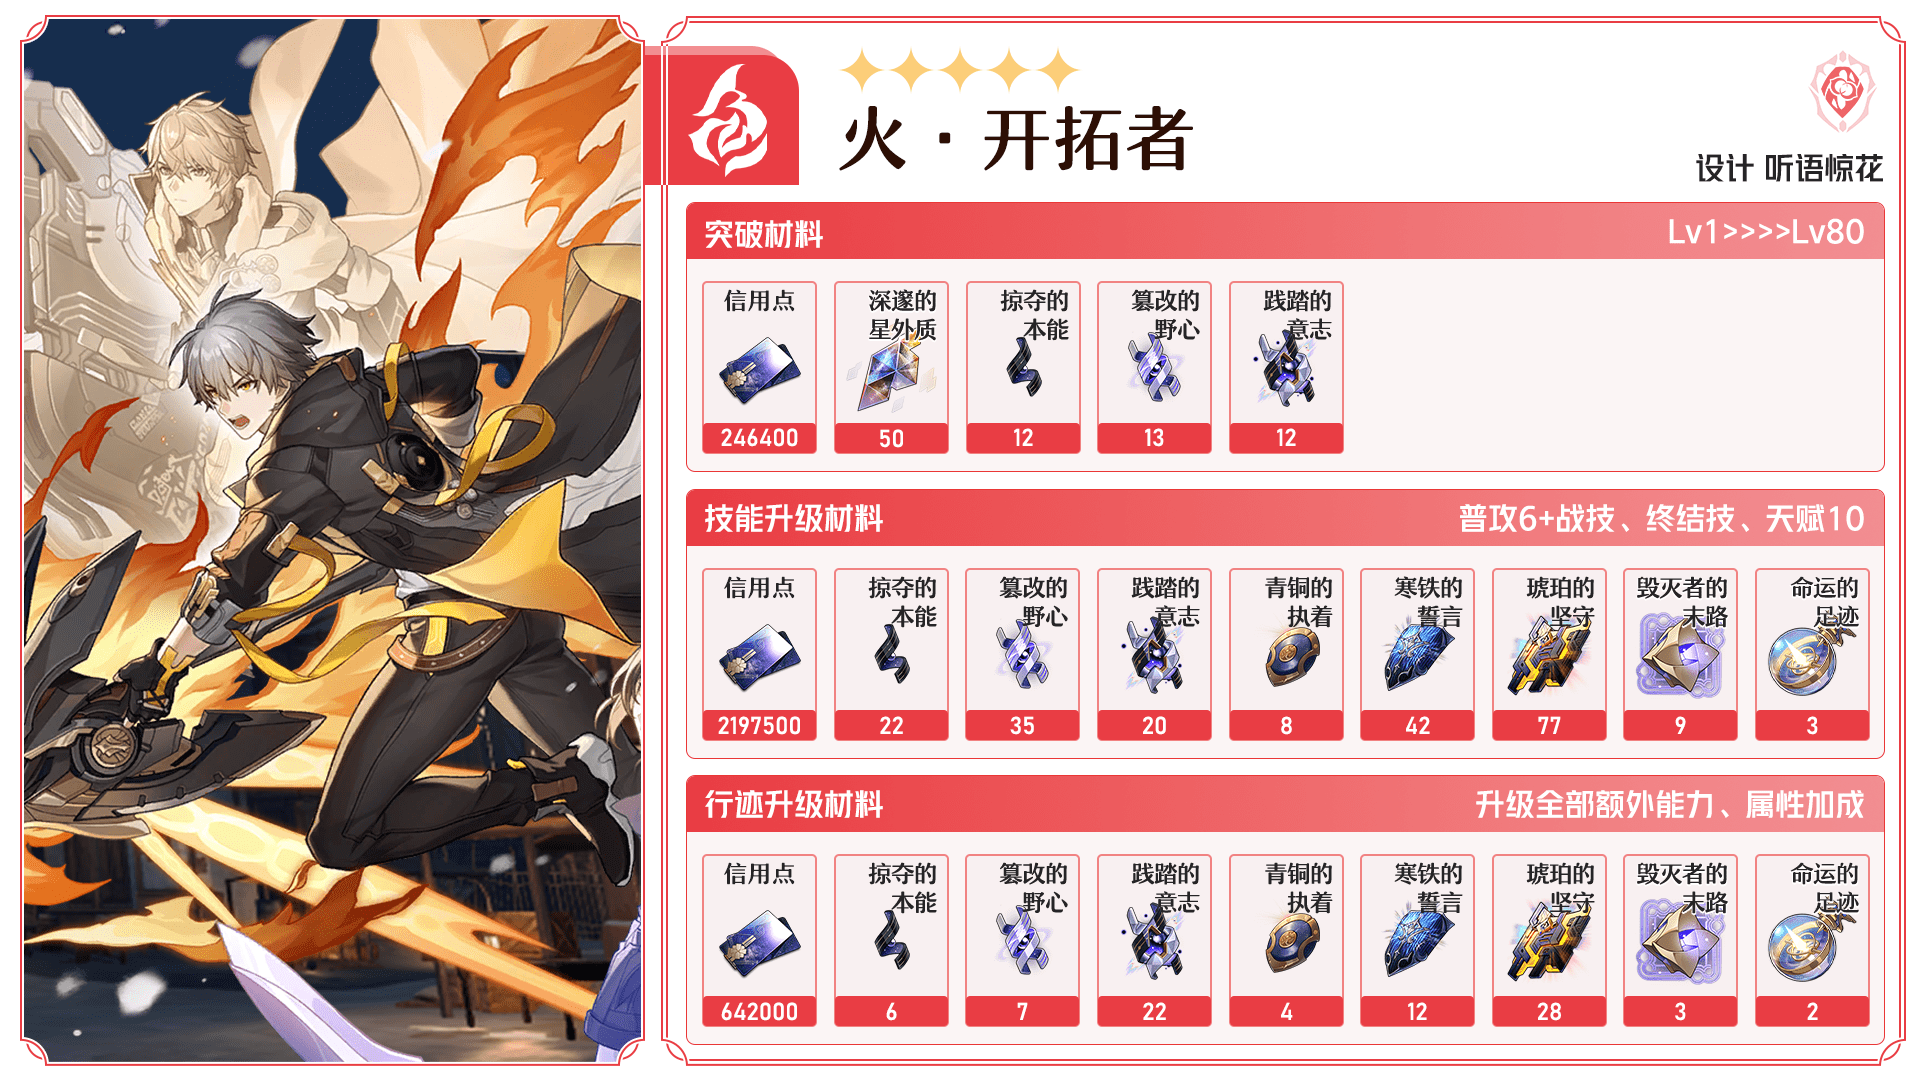 火·开拓者
设计 听语惊花
突破材料
Lv1>>>>Lv80
信用点
246400
深邃的
星外质
50
掠夺的
本能
12
篡改的
野心
13
践踏的
意志
12
技能升级材料
普攻6+战技、终结技、天赋10
信用点
2197500
掠夺的
本能
22
篡改的
野心
35
践踏的
意志
20
青铜的
执着
8
寒铁的
誓言
42
琥珀的
坚守
77
毁灭者的
末路
9
命运的
足迹
3
行迹升级材料
升级全部额外能力、属性加成
信用点
642000
掠夺的
本能
6
篡改的
野心
7
践踏的
意志
22
青铜的
执着
4
寒铁的
誓言
12
琥珀的
坚守
28
毁灭者的
末路
3
命运的
足迹
2